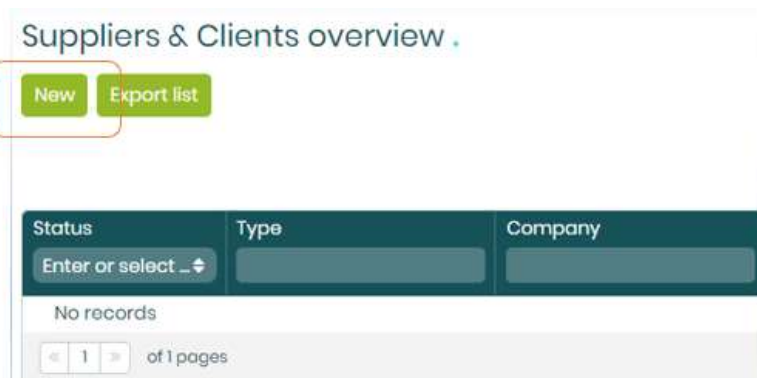 Suppliers & Clients overview .
New Export list
Status Type Company
Enter or select ...
No records
« 1 » of 1 pages